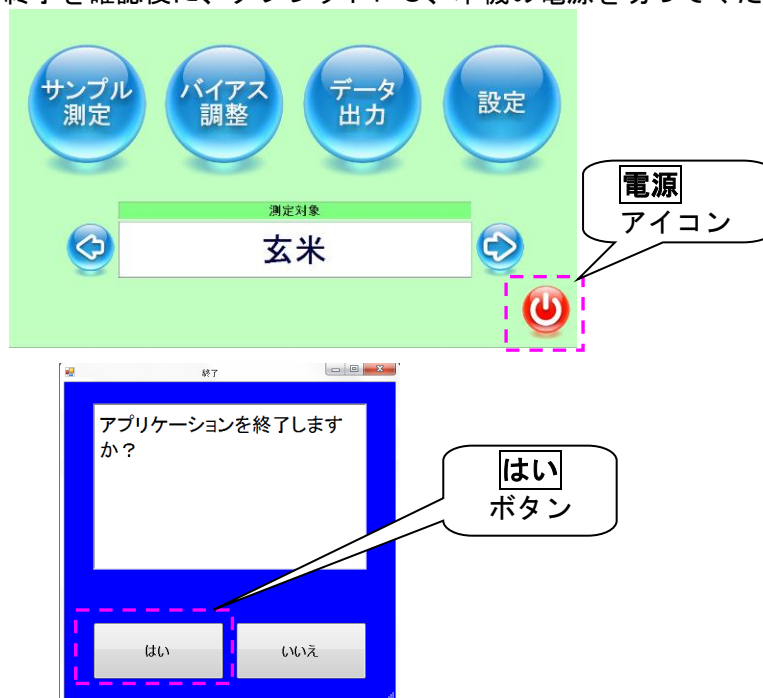 サンプル
測定
バイアス
調整
データ
出力
設定
電源
アイコン
測定対象
玄米
終了
アプリケーションを終了します
か？
はい
ボタン
はい
いいえ